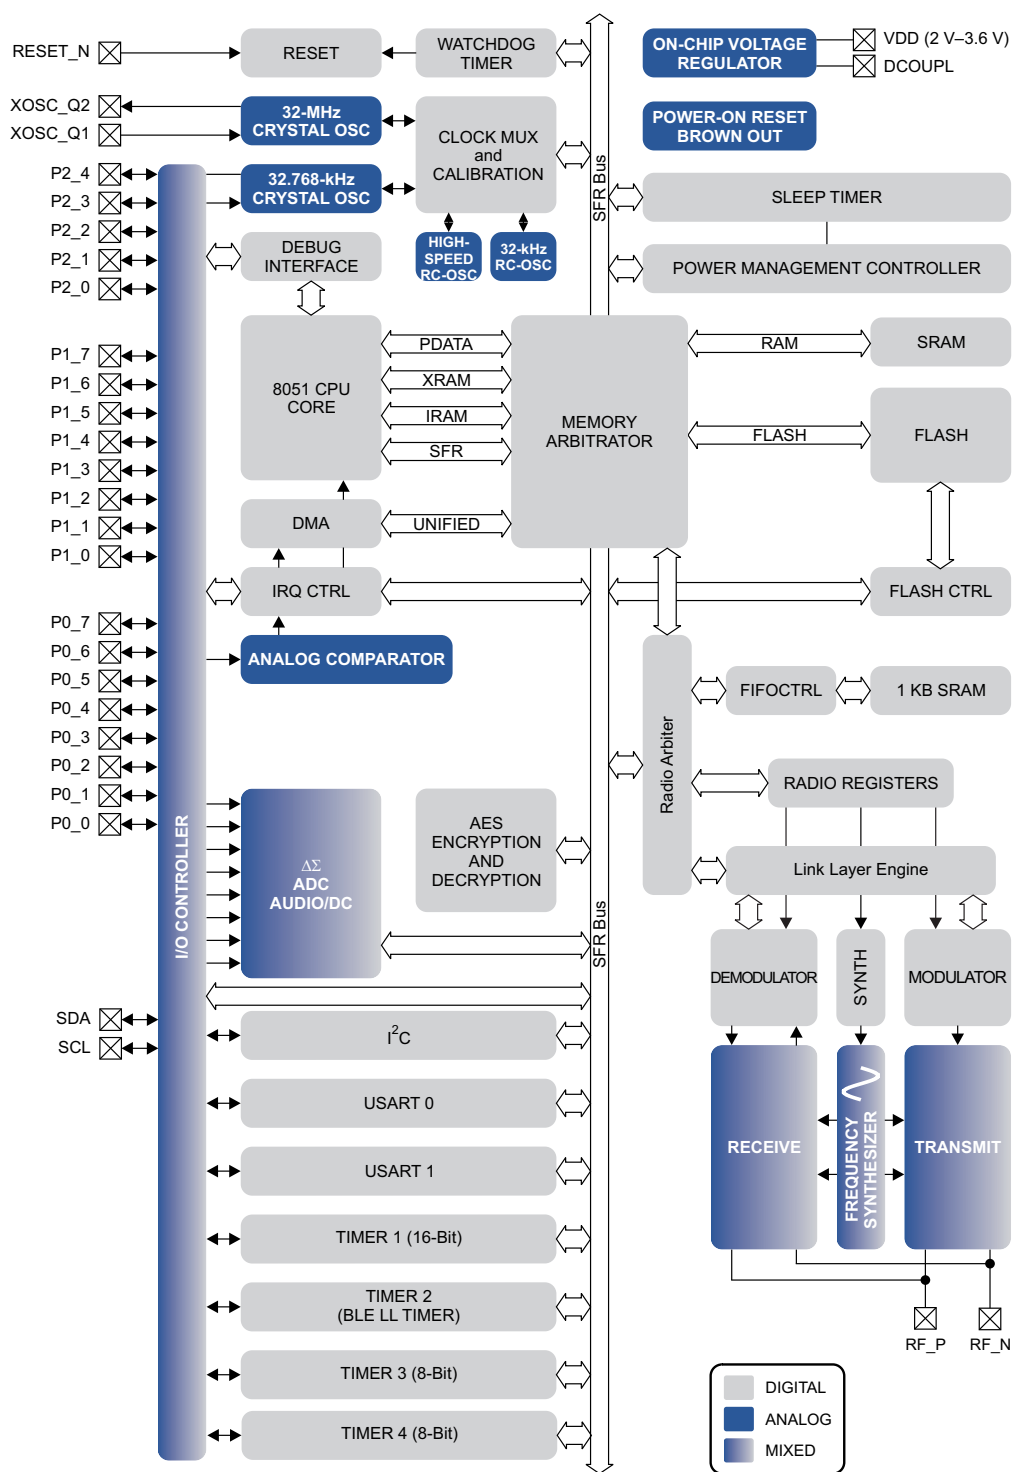 RESET_N
RESET
WATCHDOG
TIMER
ON-CHIP VOLTAGE
REGULATOR
VDD (2 V–3.6 V)
DCOUPL
XOSC_Q2
XOSC_Q1
32-MHz
CRYSTAL OSC
CLOCK MUX
and
CALIBRATION
POWER-ON RESET
BROWN OUT
SFR Bus
P2_4
P2_3
P2_2
P2_1
P2_0
32.768-kHz
CRYSTAL OSC
SLEEP TIMER
DEBUG
INTERFACE
HIGH-
SPEED
RC-OSC
32-kHz
RC-OSC
POWER MANAGEMENT CONTROLLER
P1_7
P1_6
P1_5
P1_4
P1_3
P1_2
P1_1
P1_0
8051 CPU
CORE
PDATA
XRAM
IRAM
SFR
MEMORY
ARBITRATOR
RAM
SRAM
FLASH
FLASH
DMA
UNIFIED
IRQ CTRL
FLASH CTRL
P0_7
P0_6
P0_5
P0_4
P0_3
P0_2
P0_1
P0_0
ANALOG COMPARATOR
Radio Arbiter
FIFOCTRL
1 KB SRAM
RADIO REGISTERS
I/O CONTROLLER
ΔΣ
ADC
AUDIO/DC
AES
ENCRYPTION
AND
DECRYPTION
Link Layer Engine
SFR Bus
DEMODULATOR
SYNTH
MODULATOR
SDA
SCL
I²C
USART 0
USART 1
RECEIVE
FREQUENCY
SYNTHESIZER
TRANSMIT
TIMER 1 (16-Bit)
TIMER 2
(BLE LL TIMER)
TIMER 3 (8-Bit)
TIMER 4 (8-Bit)
RF_P
RF_N
DIGITAL
ANALOG
MIXED